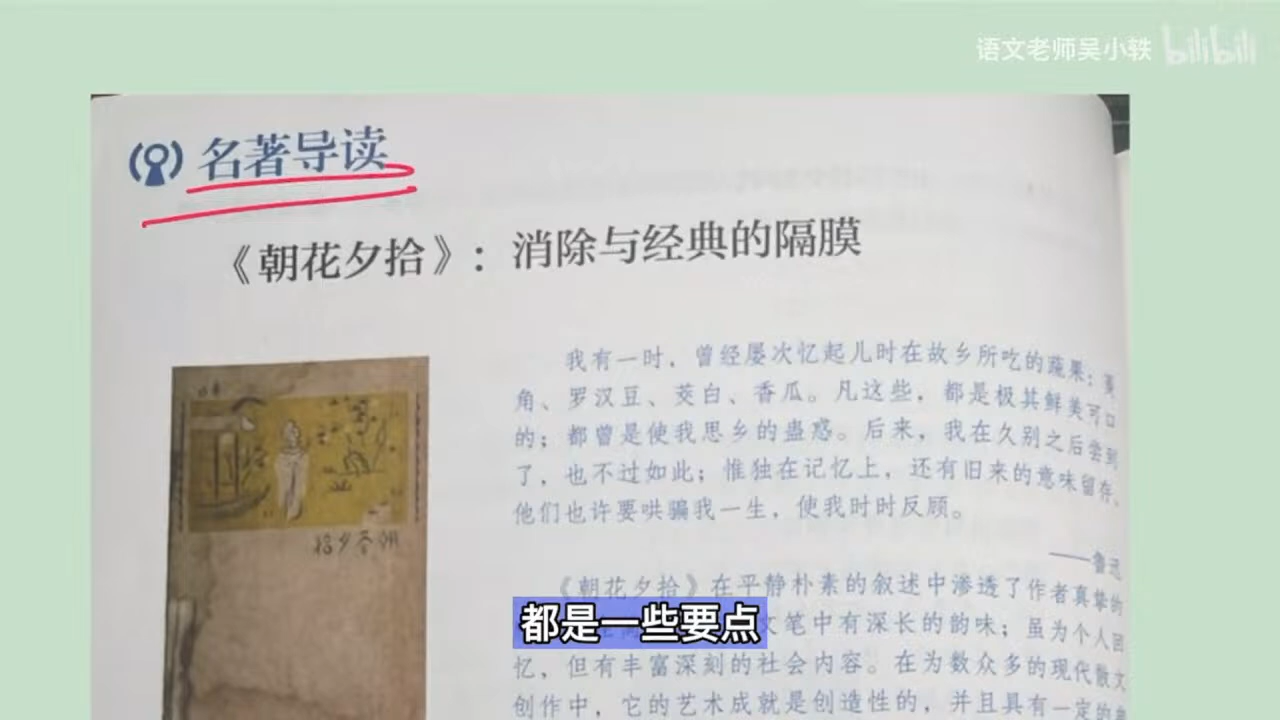 语文老师吴小轶 bilibili
名著导读
《朝花夕拾》：消除与经典的隔膜
我有一时，曾经屡次忆起儿时在故乡所吃的蔬果：菱
角、罗汉豆、茭白、香瓜。凡这些，都是极其鲜美可口
的；都曾是使我思乡的蛊惑。后来，我在久别之后尝到
了，也不过如此；惟独在记忆上，还有旧来的意味留存。
他们也许要哄骗我一生，使我时时反顾。
——鲁迅
拾夕苍朝
《朝花夕拾》在平静朴素的叙述中渗透了作者真挚的
文笔中有深长的韵味；虽为个人回
都是一些要点
忆，但有丰富深刻的社会内容。在为数众多的现代散文
创作中，它的艺术成就是创造性的，并且具有一定的